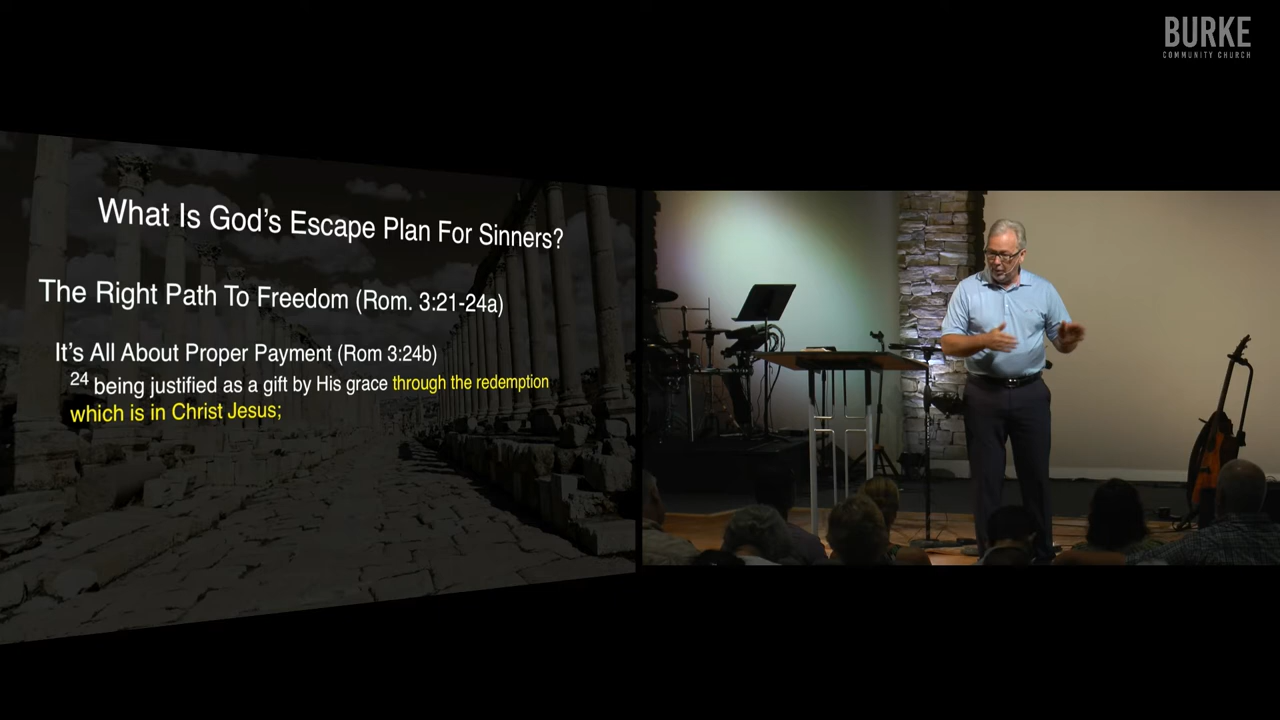 BURKE
COMMUNITY CHURCH
What Is God's Escape Plan For Sinners?
The Right Path To Freedom (Rom. 3:21-24a)
It's All About Proper Payment (Rom 3:24b)
24 being justified as a gift by His grace through the redemption
which is in Christ Jesus;